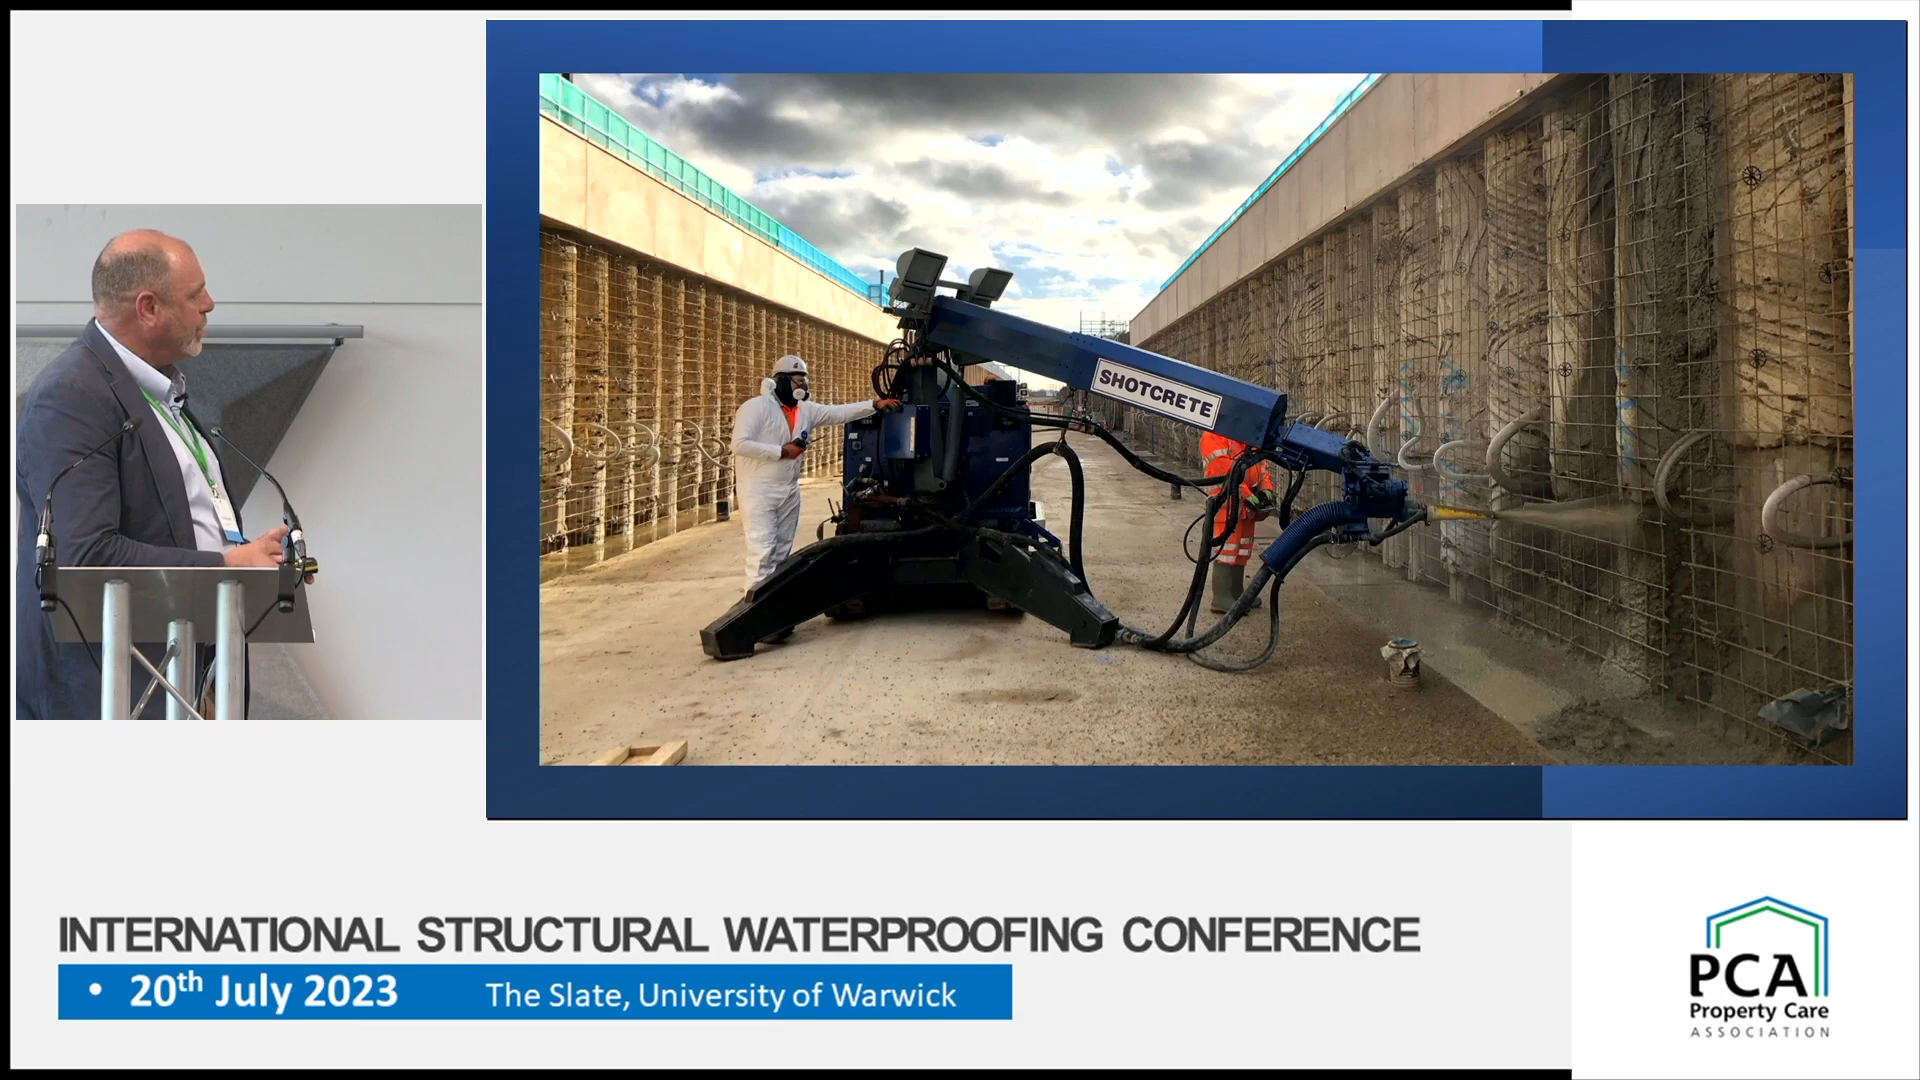 SHOTCRETE
INTERNATIONAL STRUCTURAL WATERPROOFING CONFERENCE
• 20th July 2023 The Slate, University of Warwick
PCA
Property Care
ASSOCIATION